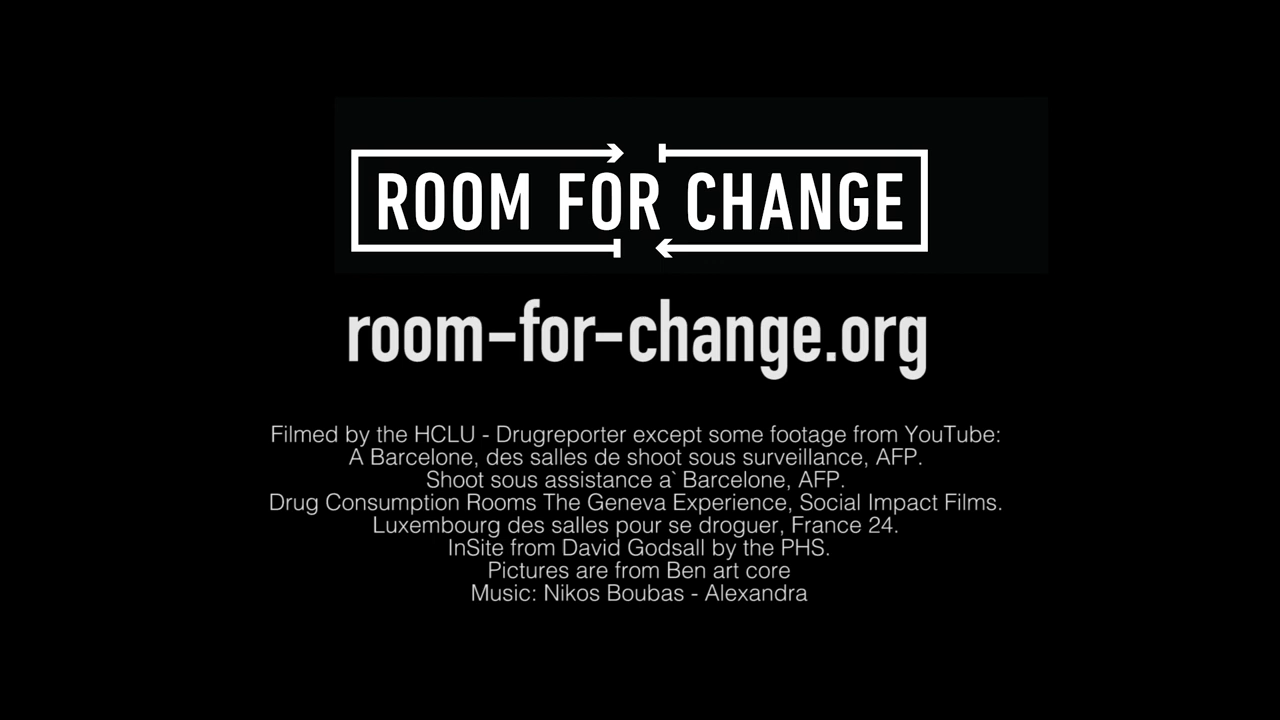 ROOM FOR CHANGE
room-for-change.org
Filmed by the HCLU - Drugreporter except some footage from YouTube:
A Barcelone, des salles de shoot sous surveillance, AFP.
Shoot sous assistance a` Barcelone, AFP.
Drug Consumption Rooms The Geneva Experience, Social Impact Films.
Luxembourg des salles pour se droguer, France 24.
InSite from David Godsall by the PHS.
Pictures are from Ben art core
Music: Nikos Boubas - Alexandra